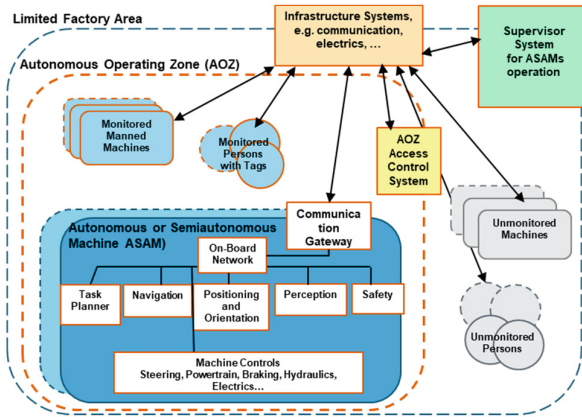 Limited Factory Area
Infrastructure Systems,
e.g. communication,
electrics, ...
Supervisor
System
for ASAMs
operation
Autonomous Operating Zone (AOZ)
Monitored
Manned
Machines
Monitored
Persons
with Tags
AOZ
Access
Control
System
Unmonitored
Machines
Unmonitored
Persons
Autonomous or Semiautonomous
Machine ASAM)
Communica
tion
Gateway
On-Board
Network
Task
Planner
Navigation
Positioning
and
Orientation
Perception
Safety
Machine Controls
Steering, Powertrain, Braking, Hydraulics,
Electrics...